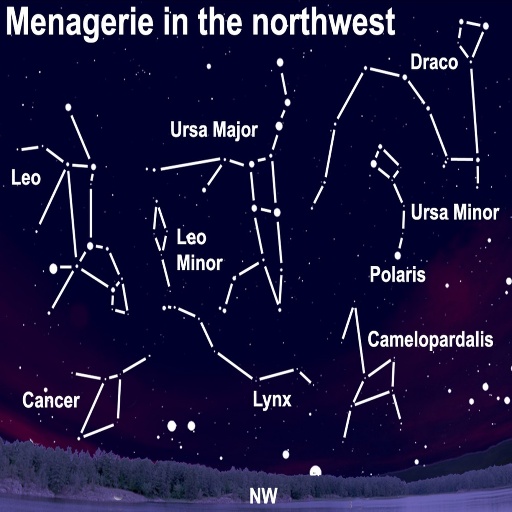 Menagerie in the northwest
Draco
Ursa Major
Leo
Ursa Minor
Leo
Minor
Polaris
Camelopardalis
Cancer
Lynx
NW